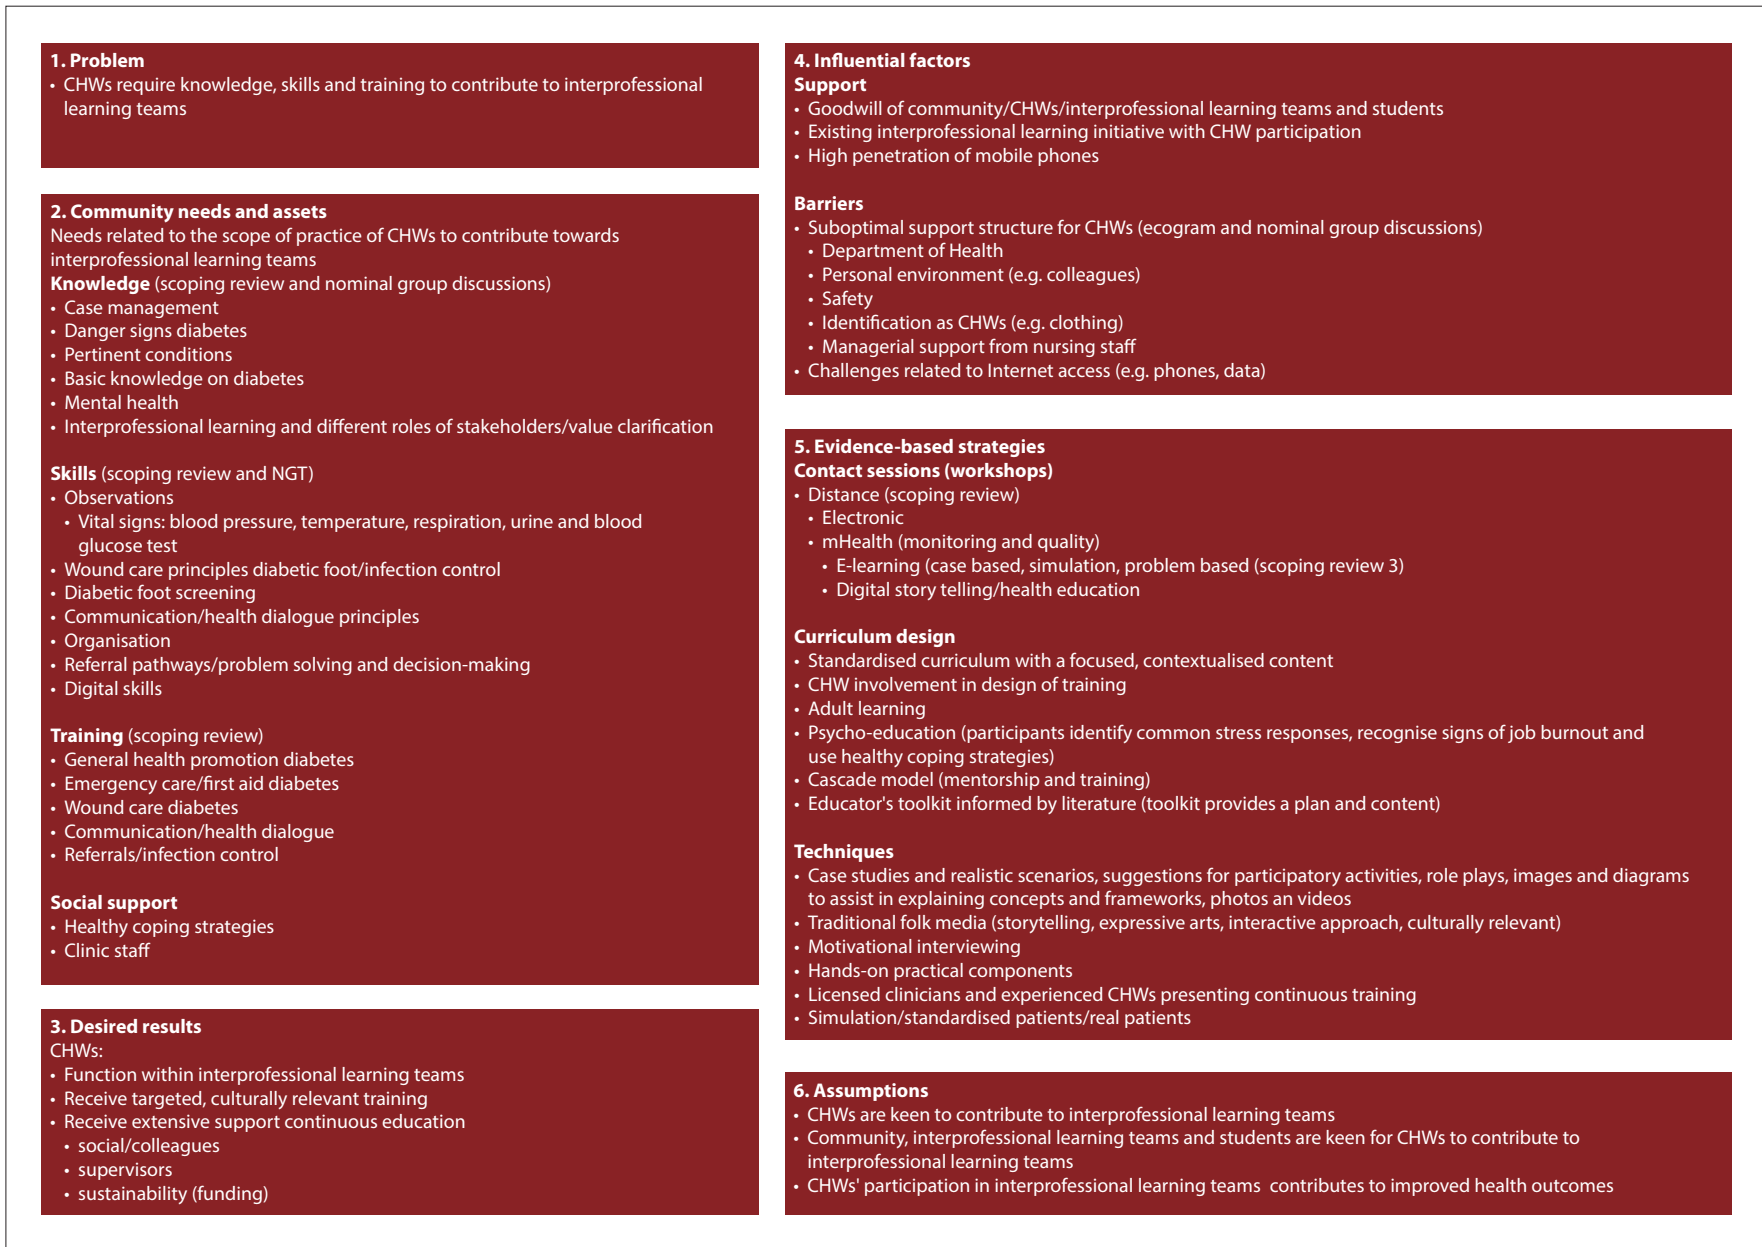 1. Problem
• CHWs require knowledge, skills and training to contribute to interprofessional
learning teams
2. Community needs and assets
Needs related to the scope of practice of CHWs to contribute towards
interprofessional learning teams
Knowledge (scoping review and nominal group discussions)
• Case management
• Danger signs diabetes
• Pertinent conditions
• Basic knowledge on diabetes
• Mental health
• Interprofessional learning and different roles of stakeholders/value clarification
Skills (scoping review and NGT)
• Observations
• Vital signs: blood pressure, temperature, respiration, urine and blood
glucose test
• Wound care principles diabetic foot/infection control
• Diabetic foot screening
• Communication/health dialogue principles
• Organisation
• Referral pathways/problem solving and decision-making
• Digital skills
Training (scoping review)
• General health promotion diabetes
• Emergency care/first aid diabetes
• Wound care diabetes
• Communication/health dialogue
• Referrals/infection control
Social support
• Healthy coping strategies
• Clinic staff
3. Desired results
CHWs:
• Function within interprofessional learning teams
• Receive targeted, culturally relevant training
• Receive extensive support continuous education
• social/colleagues
• supervisors
• sustainability (funding)
4. Influential factors
Support
• Goodwill of community/CHWs/interprofessional learning teams and students
• Existing interprofessional learning initiative with CHW participation
• High penetration of mobile phones
Barriers
• Suboptimal support structure for CHWs (ecogram and nominal group discussions)
• Department of Health
• Personal environment (e.g. colleagues)
• Safety
• Identification as CHWs (e.g. clothing)
• Managerial support from nursing staff
• Challenges related to Internet access (e.g. phones, data)
5. Evidence-based strategies
Contact sessions (workshops)
• Distance (scoping review)
• Electronic
• mHealth (monitoring and quality)
• E-learning (case based, simulation, problem based (scoping review 3)
• Digital story telling/health education
Curriculum design
• Standardised curriculum with a focused, contextualised content
• CHW involvement in design of training
• Adult learning
• Psycho-education (participants identify common stress responses, recognise signs of job burnout and
use healthy coping strategies)
• Cascade model (mentorship and training)
• Educator's toolkit informed by literature (toolkit provides a plan and content)
Techniques
• Case studies and realistic scenarios, suggestions for participatory activities, role plays, images and diagrams
to assist in explaining concepts and frameworks, photos an videos
• Traditional folk media (storytelling, expressive arts, interactive approach, culturally relevant)
• Motivational interviewing
• Hands-on practical components
• Licensed clinicians and experienced CHWs presenting continuous training
• Simulation/standardised patients/real patients
6. Assumptions
• CHWs are keen to contribute to interprofessional learning teams
• Community, interprofessional learning teams and students are keen for CHWs to contribute to
interprofessional learning teams
• CHWs' participation in interprofessional learning teams contributes to improved health outcomes